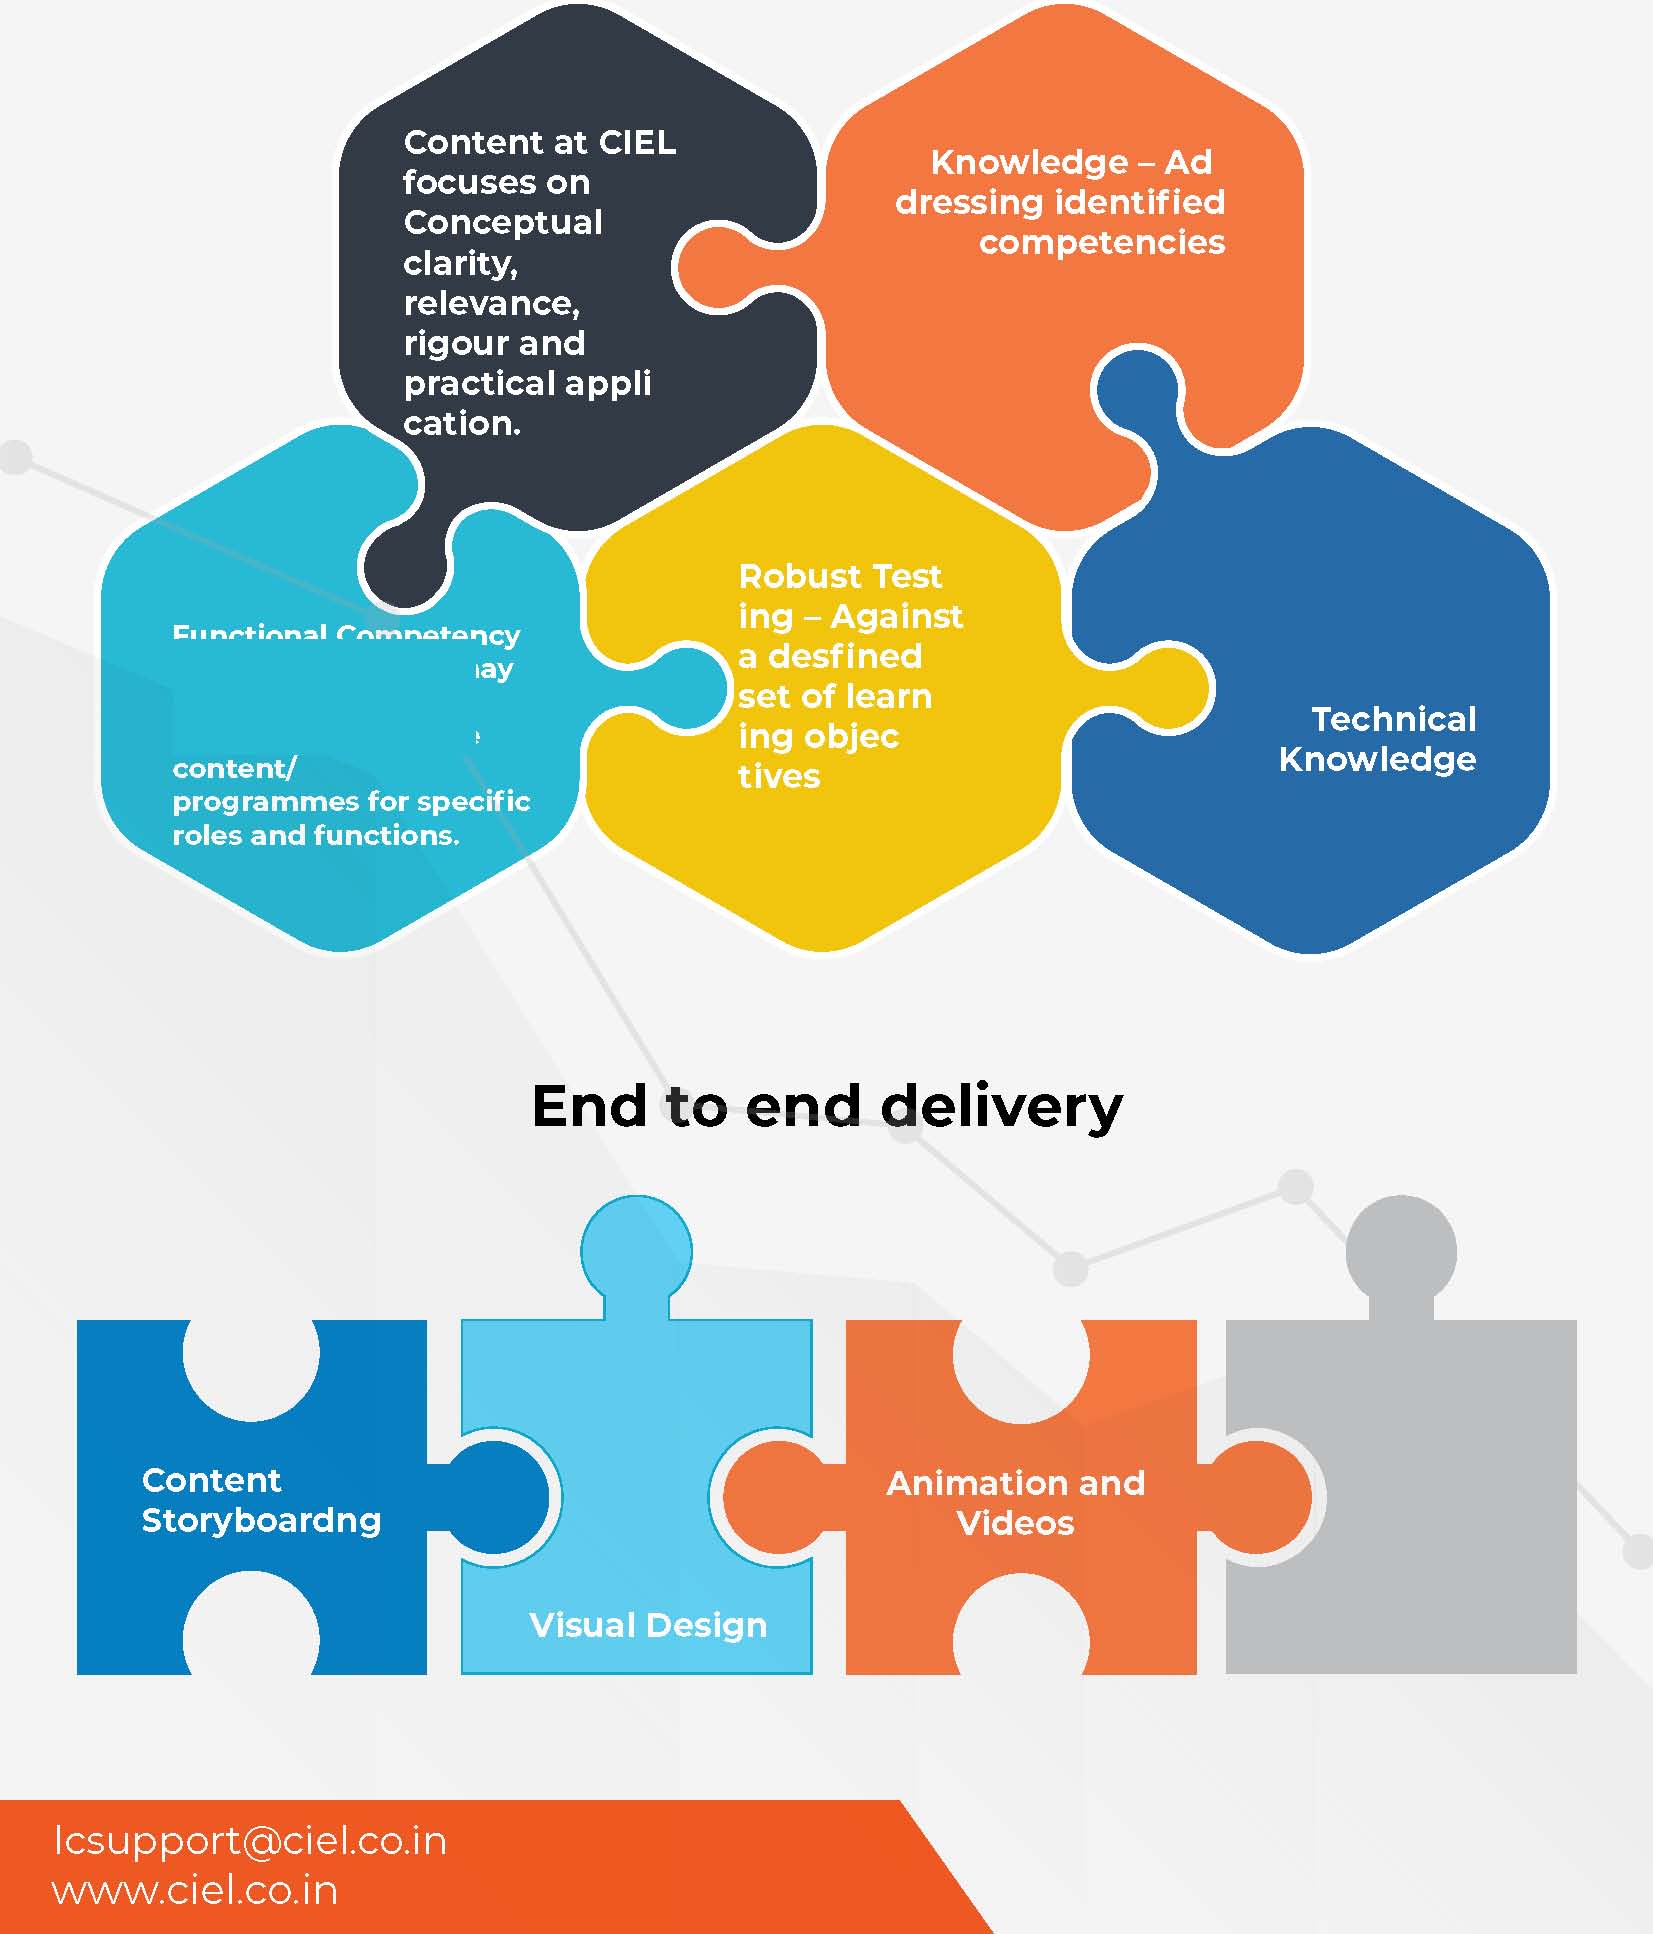 Content at CIEL
focuses on
Conceptual
clarity,
relevance,
rigour and
practical appli
cation.
Knowledge – Ad
dressing identified
competencies
Functional Competency
content/
programmes for specific
roles and functions.
Robust Test
ing – Against
a desfined
set of learn
ing objec
tives
Technical
Knowledge
End to end delivery
Content
Storyboardng
Visual Design
Animation and
Videos
lcsupport@ciel.co.in
www.ciel.co.in